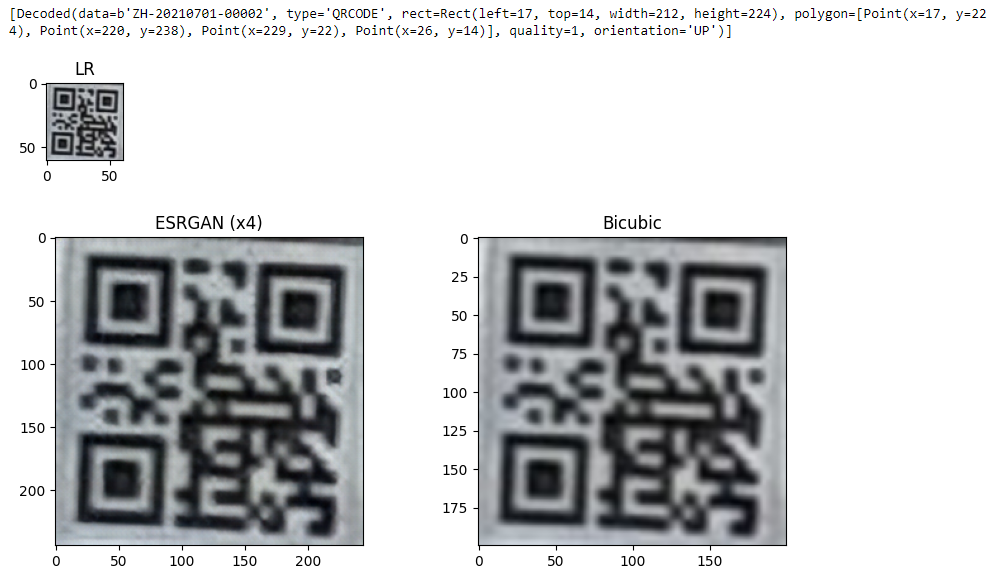 [Decoded(data=b'ZH-20210701-00002', type='QRCODE', rect=Rect(left=17, top=14, width=212, height=224), polygon=[Point(x=17, y=22
4), Point(x=220, y=238), Point(x=229, y=22), Point(x=26, y=14)], quality=1, orientation='UP')]
LR
0
50
0 50
ESRGAN (x4)
0
50
100
150
200
0 50 100 150 200
Bicubic
0
25
50
75
100
125
150
175
0 50 100 150